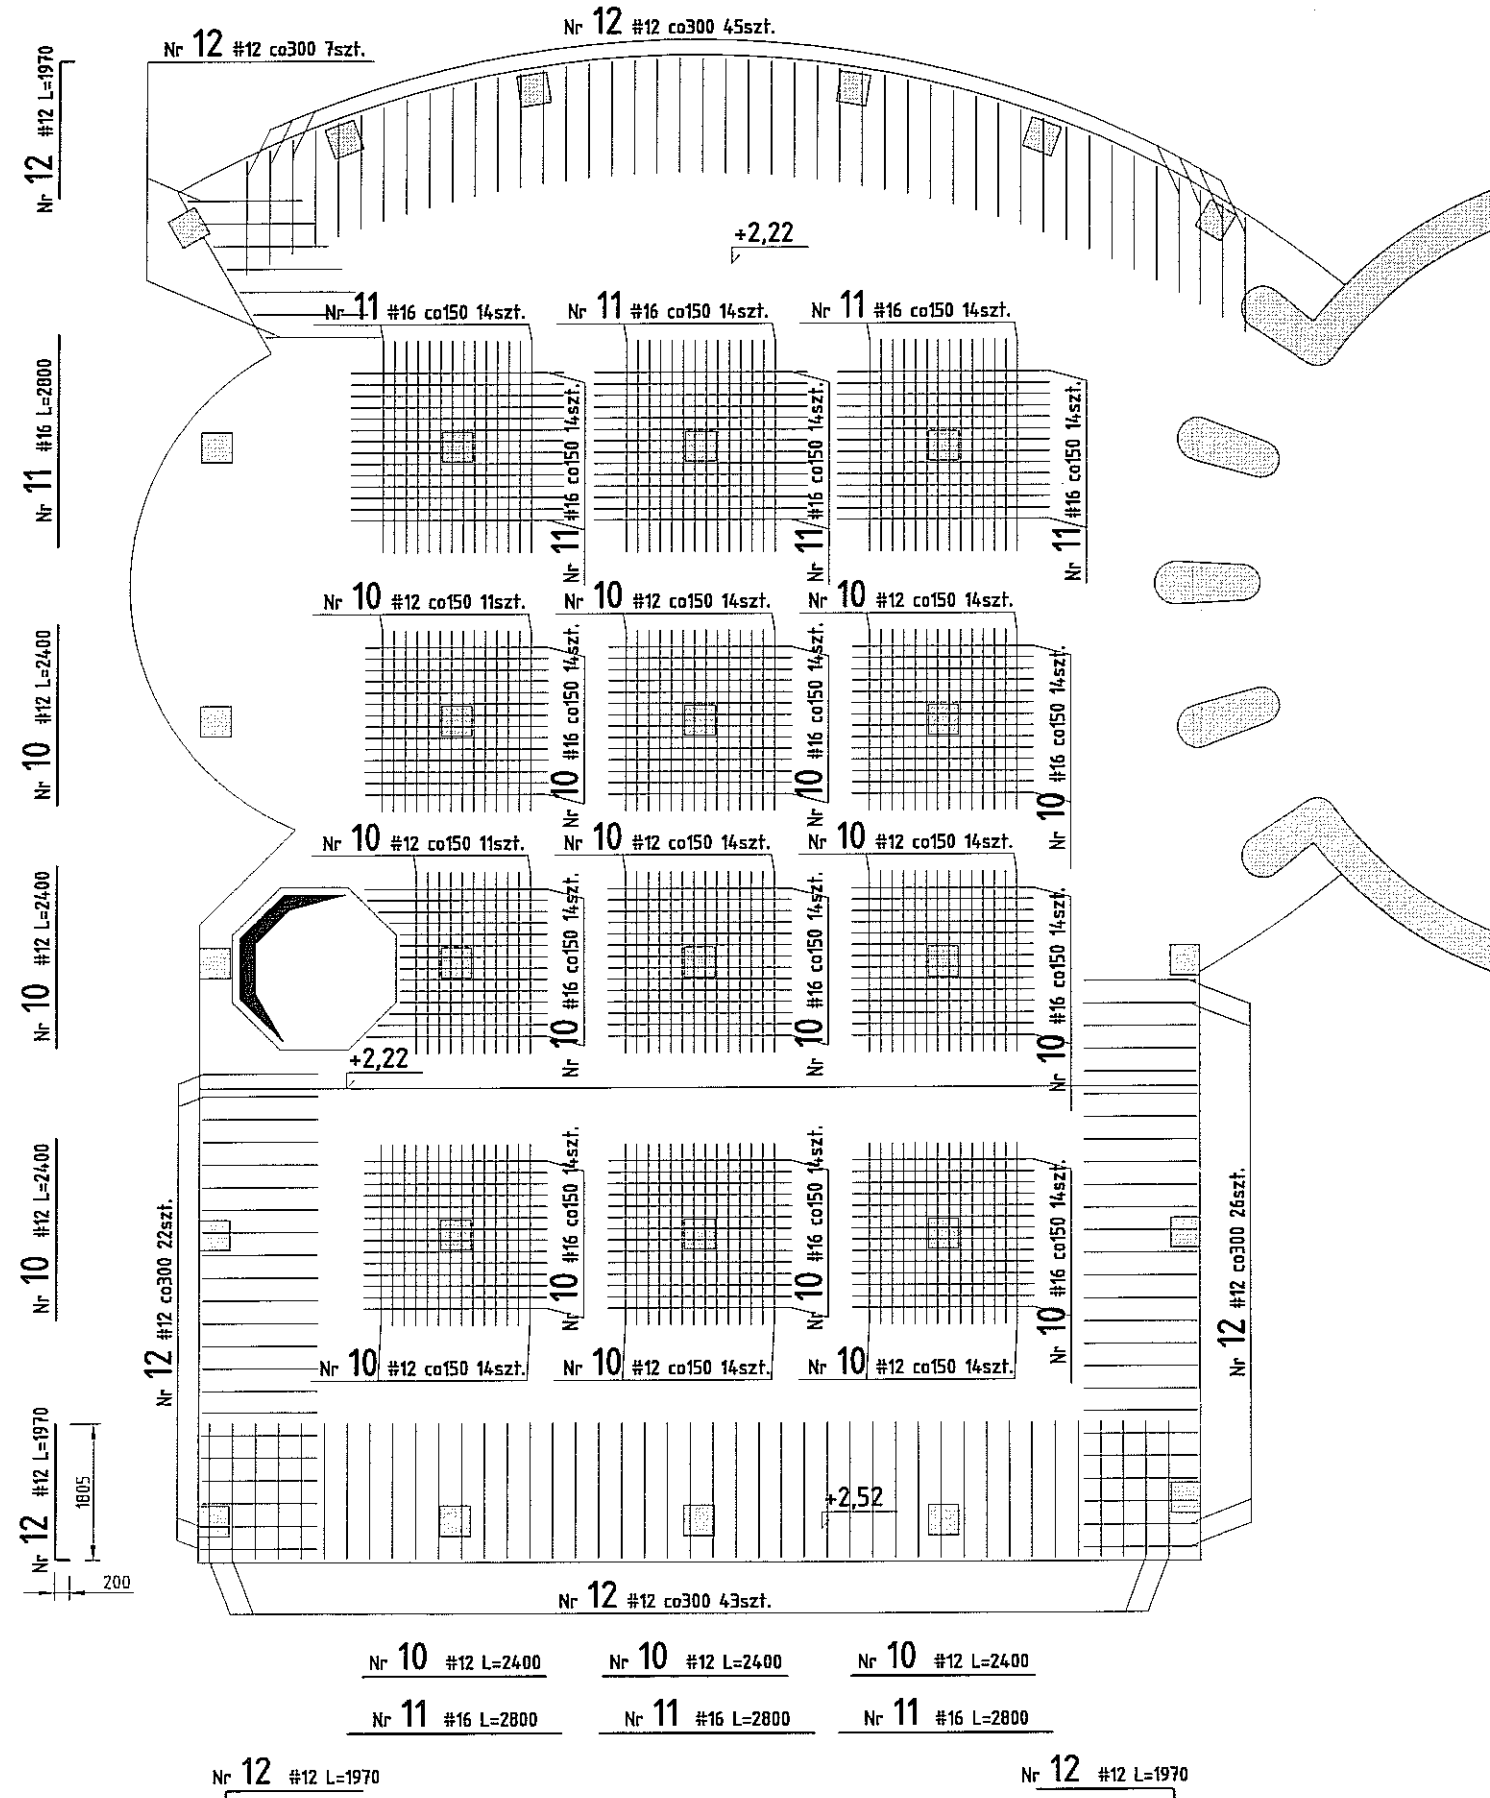 Nr 12 #12 co300 45szt.
Nr 12 #12 co300 7szt.
Nr 12 #12 L=1970
+2,22
Nr 11 #16 co150 14szt.
Nr 11 #16 co150 14szt.
Nr 11 #16 co150 14szt.
Nr 11 #16 L=2800
Nr 11 #16 co150 14szt.
Nr 11 #16 co150 14szt.
Nr 11 #16 co150 14szt.
Nr 10 #12 co150 11szt.
Nr 10 #12 co150 14szt.
Nr 10 #12 co150 14szt.
Nr 10 #12 L=2400
Nr 10 #16 co150 14szt.
Nr 10 #16 co150 14szt.
Nr 10 #16 co150 14szt.
Nr 10 #12 co150 11szt.
Nr 10 #12 co150 14szt.
Nr 10 #12 co150 14szt.
Nr 10 #12 L=2400
Nr 10 #16 co150 14szt.
Nr 10 #16 co150 14szt.
Nr 10 #16 co150 14szt.
+2,22
Nr 10 #12 L=2400
Nr 12 #12 co300 22szt.
Nr 10 #16 co150 14szt.
Nr 10 #16 co150 14szt.
Nr 10 #16 co150 14szt.
Nr 12 #12 co300 26szt.
Nr 10 #12 co150 14szt.
Nr 10 #12 co150 14szt.
Nr 10 #12 co150 14szt.
Nr 12 #12 L=1970
1805
+2,52
200
Nr 12 #12 co300 43szt.
Nr 10 #12 L=2400
Nr 10 #12 L=2400
Nr 10 #12 L=2400
Nr 11 #16 L=2800
Nr 11 #16 L=2800
Nr 11 #16 L=2800
Nr 12 #12 L=1970
Nr 12 #12 L=1970